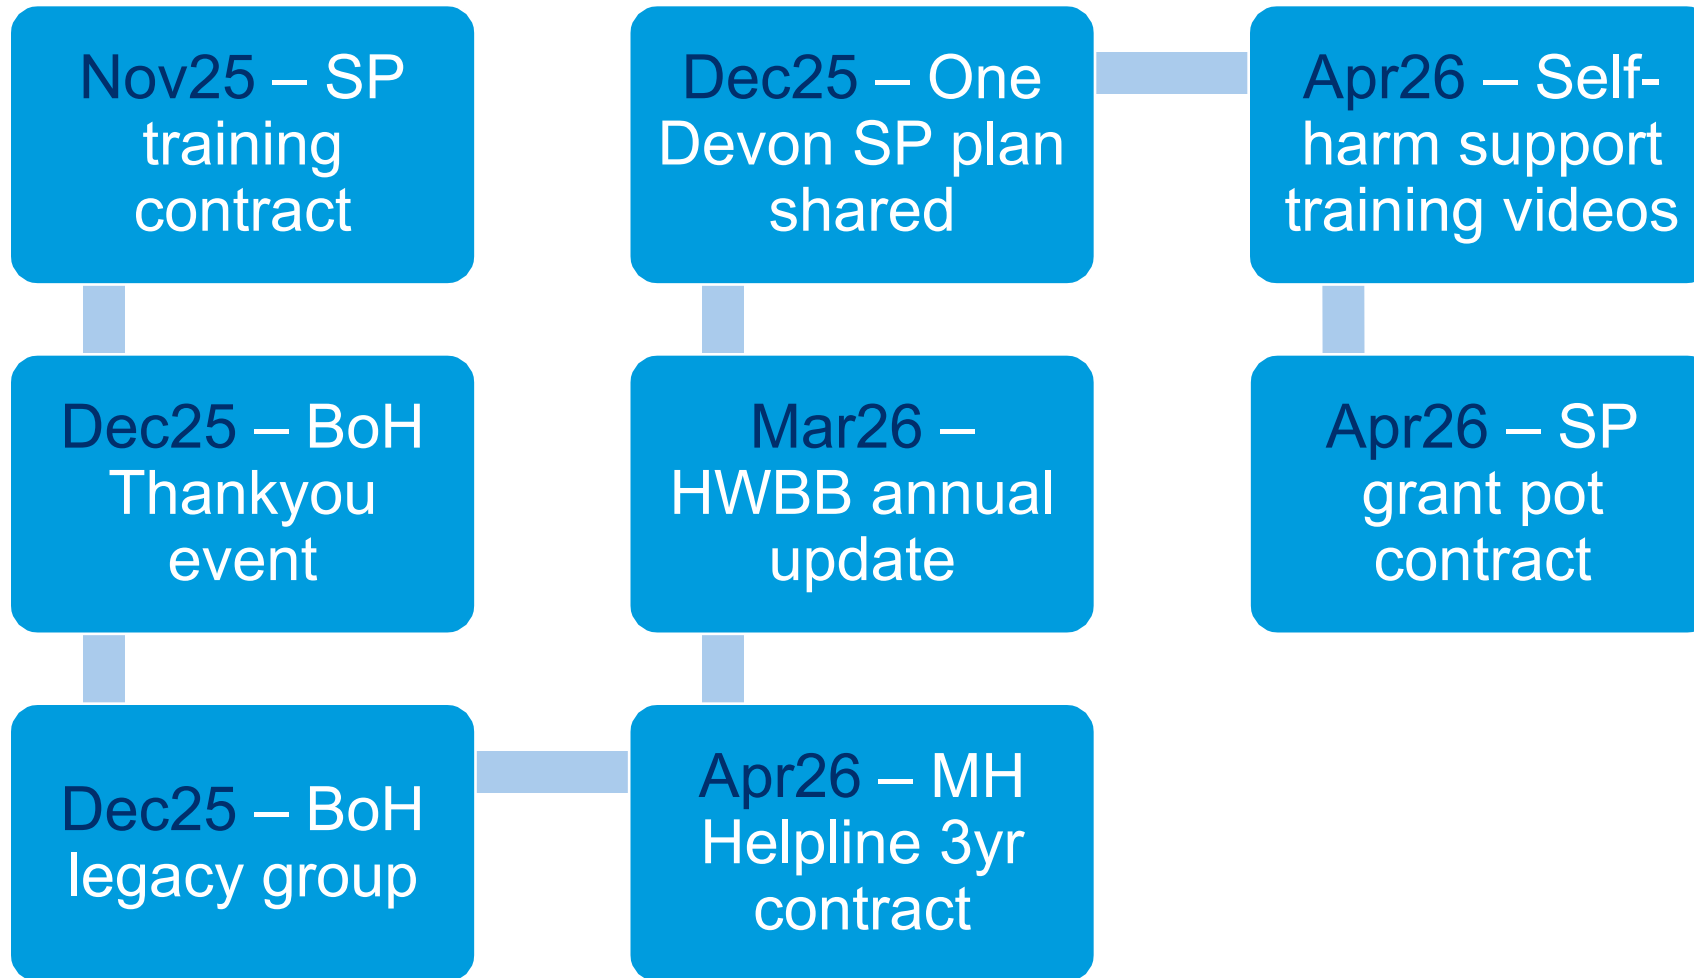 Nov25 – SP
training
contract
Dec25 – BoH
Thankyou
event
Dec25 – BoH
legacy group
Apr26 – MH
Helpline 3yr
contract
Mar26 –
HWBB annual
update
Dec25 – One
Devon SP plan
shared
Apr26 – Self-
harm support
training videos
Apr26 – SP
grant pot
contract